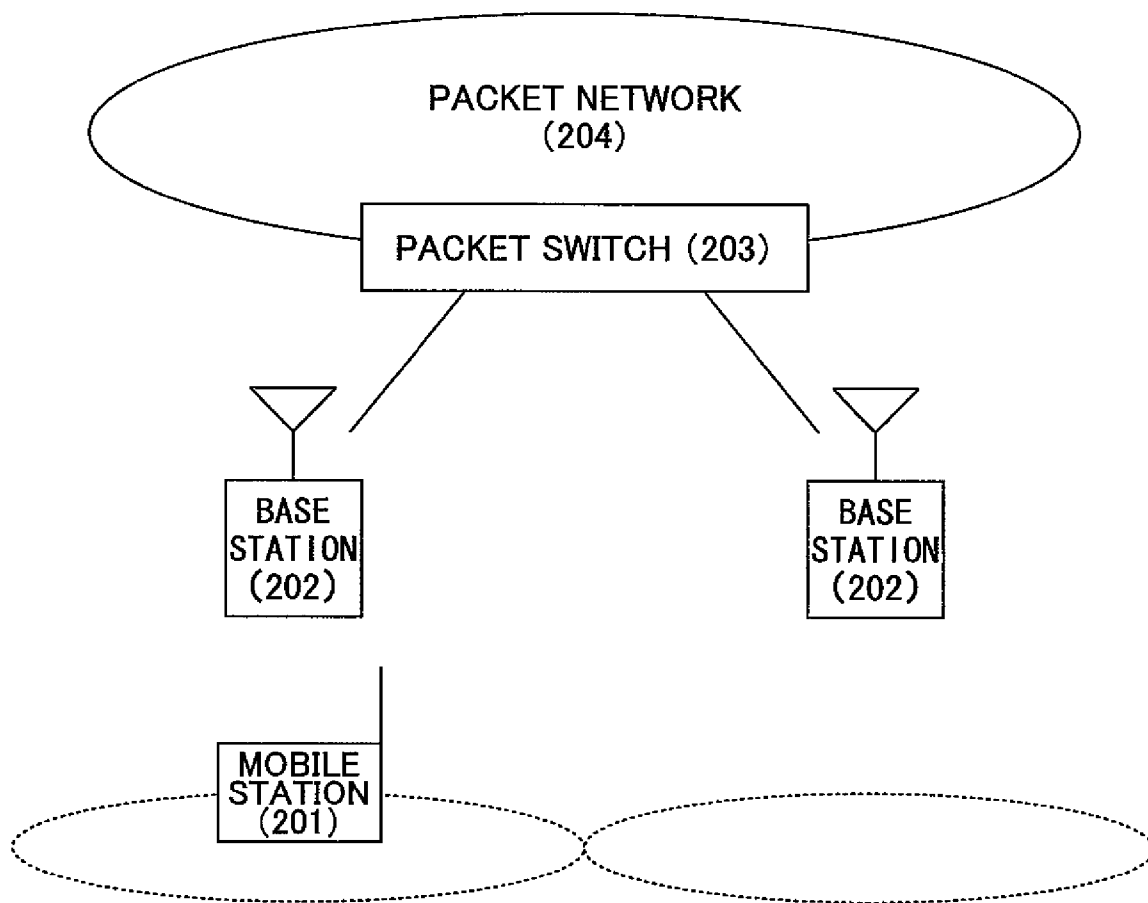 PACKET NETWORK
(204)
PACKET SWITCH (203)
BASE
STATION
(202)
BASE
STATION
(202)
MOBILE
STATION
(201)